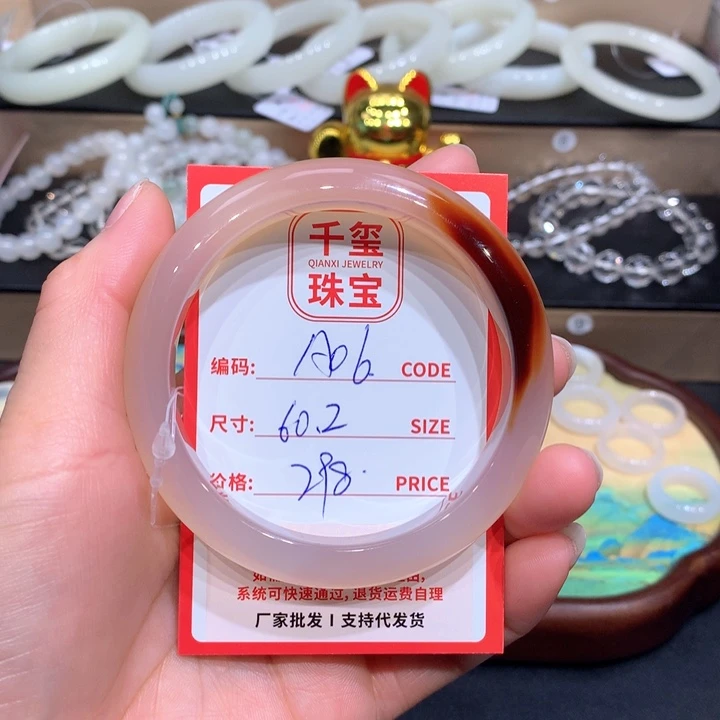 千玺
QIANXI JEWELRY
珠宝
编码: A06 CODE
尺寸: 60.2 SIZE
价格: 298. PRICE
系统可快速通过, 退货运费自理
厂家批发 I 支持代发货